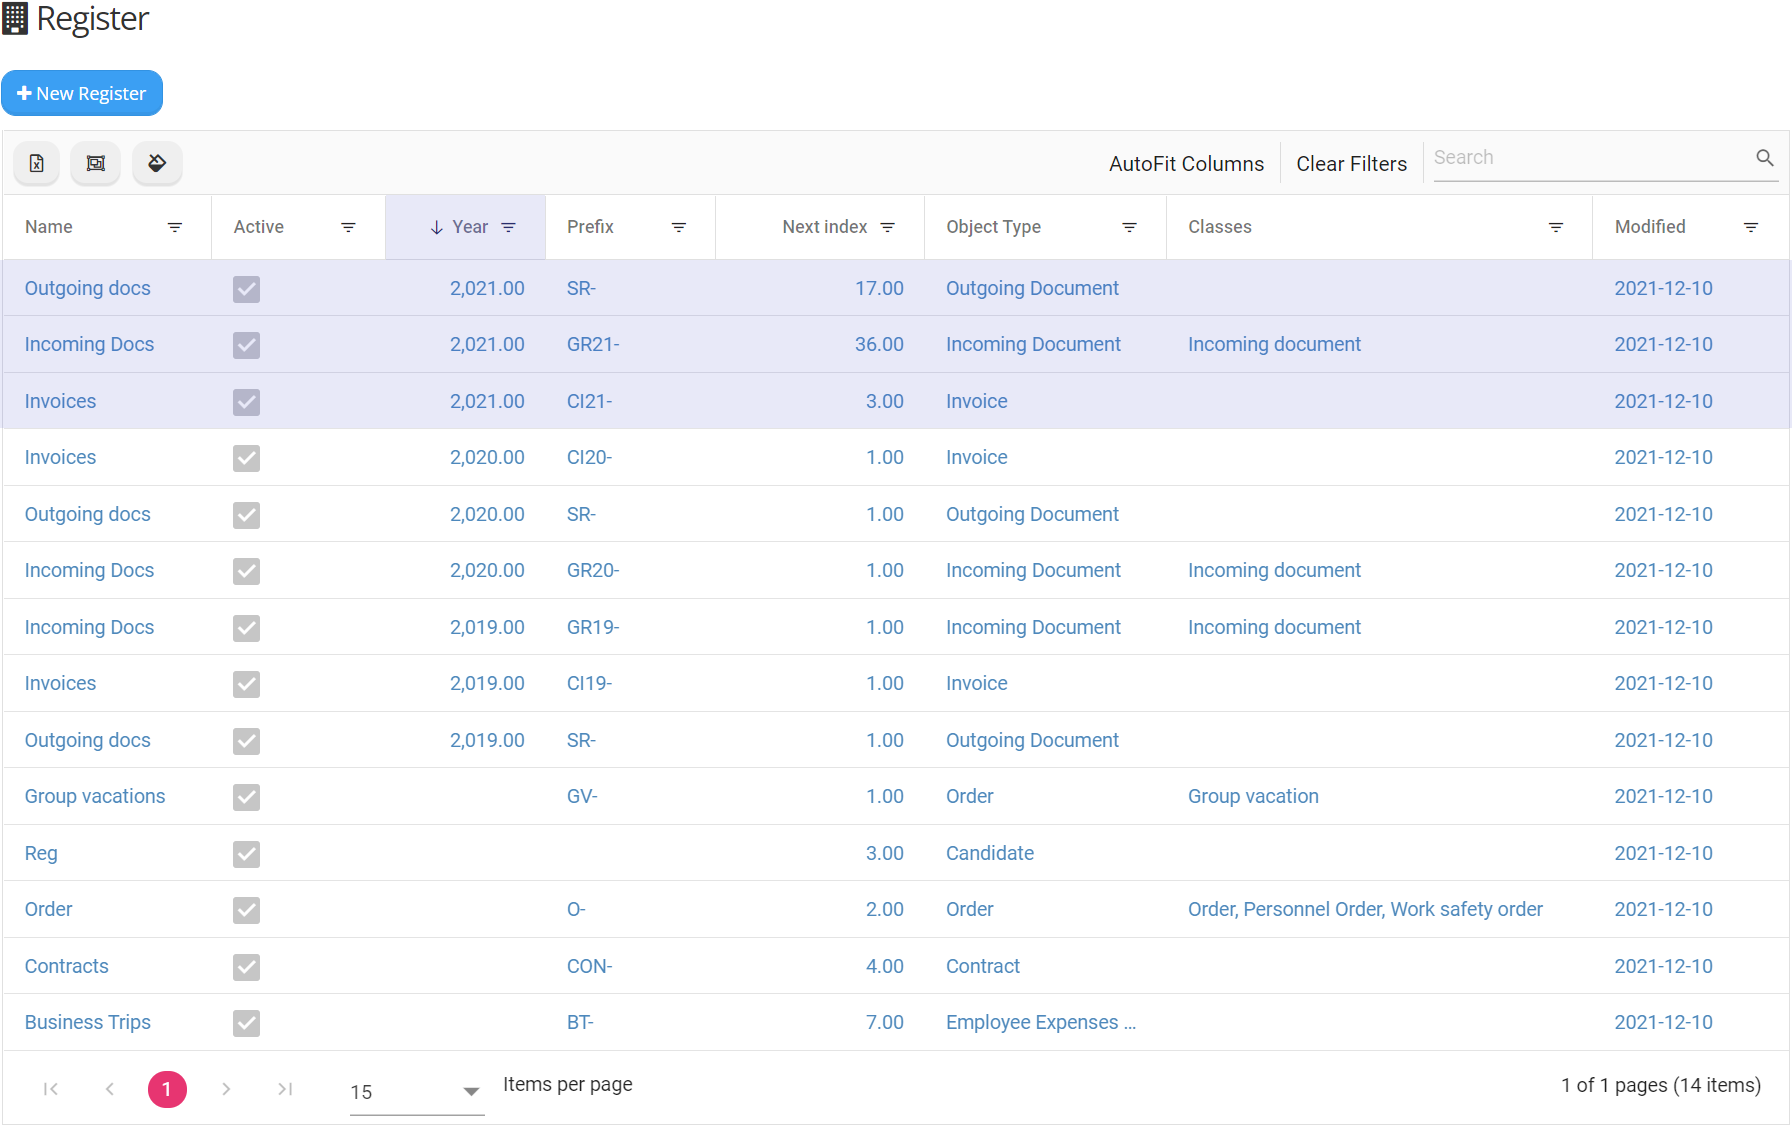 Register
New Register
AutoFit Columns Clear Filters Search
Name Active Year Prefix Next index Object Type Classes Modified
Outgoing docs 2,021.00 SR- 17.00 Outgoing Document 2021-12-10
Incoming Docs 2,021.00 GR21- 36.00 Incoming Document Incoming document 2021-12-10
Invoices 2,021.00 CI21- 3.00 Invoice 2021-12-10
Invoices 2,020.00 CI20- 1.00 Invoice 2021-12-10
Outgoing docs 2,020.00 SR- 1.00 Outgoing Document 2021-12-10
Incoming Docs 2,020.00 GR20- 1.00 Incoming Document Incoming document 2021-12-10
Incoming Docs 2,019.00 GR19- 1.00 Incoming Document Incoming document 2021-12-10
Invoices 2,019.00 CI19- 1.00 Invoice 2021-12-10
Outgoing docs 2,019.00 SR- 1.00 Outgoing Document 2021-12-10
Group vacations GV- 1.00 Order Group vacation 2021-12-10
Reg 3.00 Candidate 2021-12-10
Order O- 2.00 Order Order, Personnel Order, Work safety order 2021-12-10
Contracts CON- 4.00 Contract 2021-12-10
Business Trips BT- 7.00 Employee Expenses ... 2021-12-10
1 15 Items per page 1 of 1 pages (14 items)